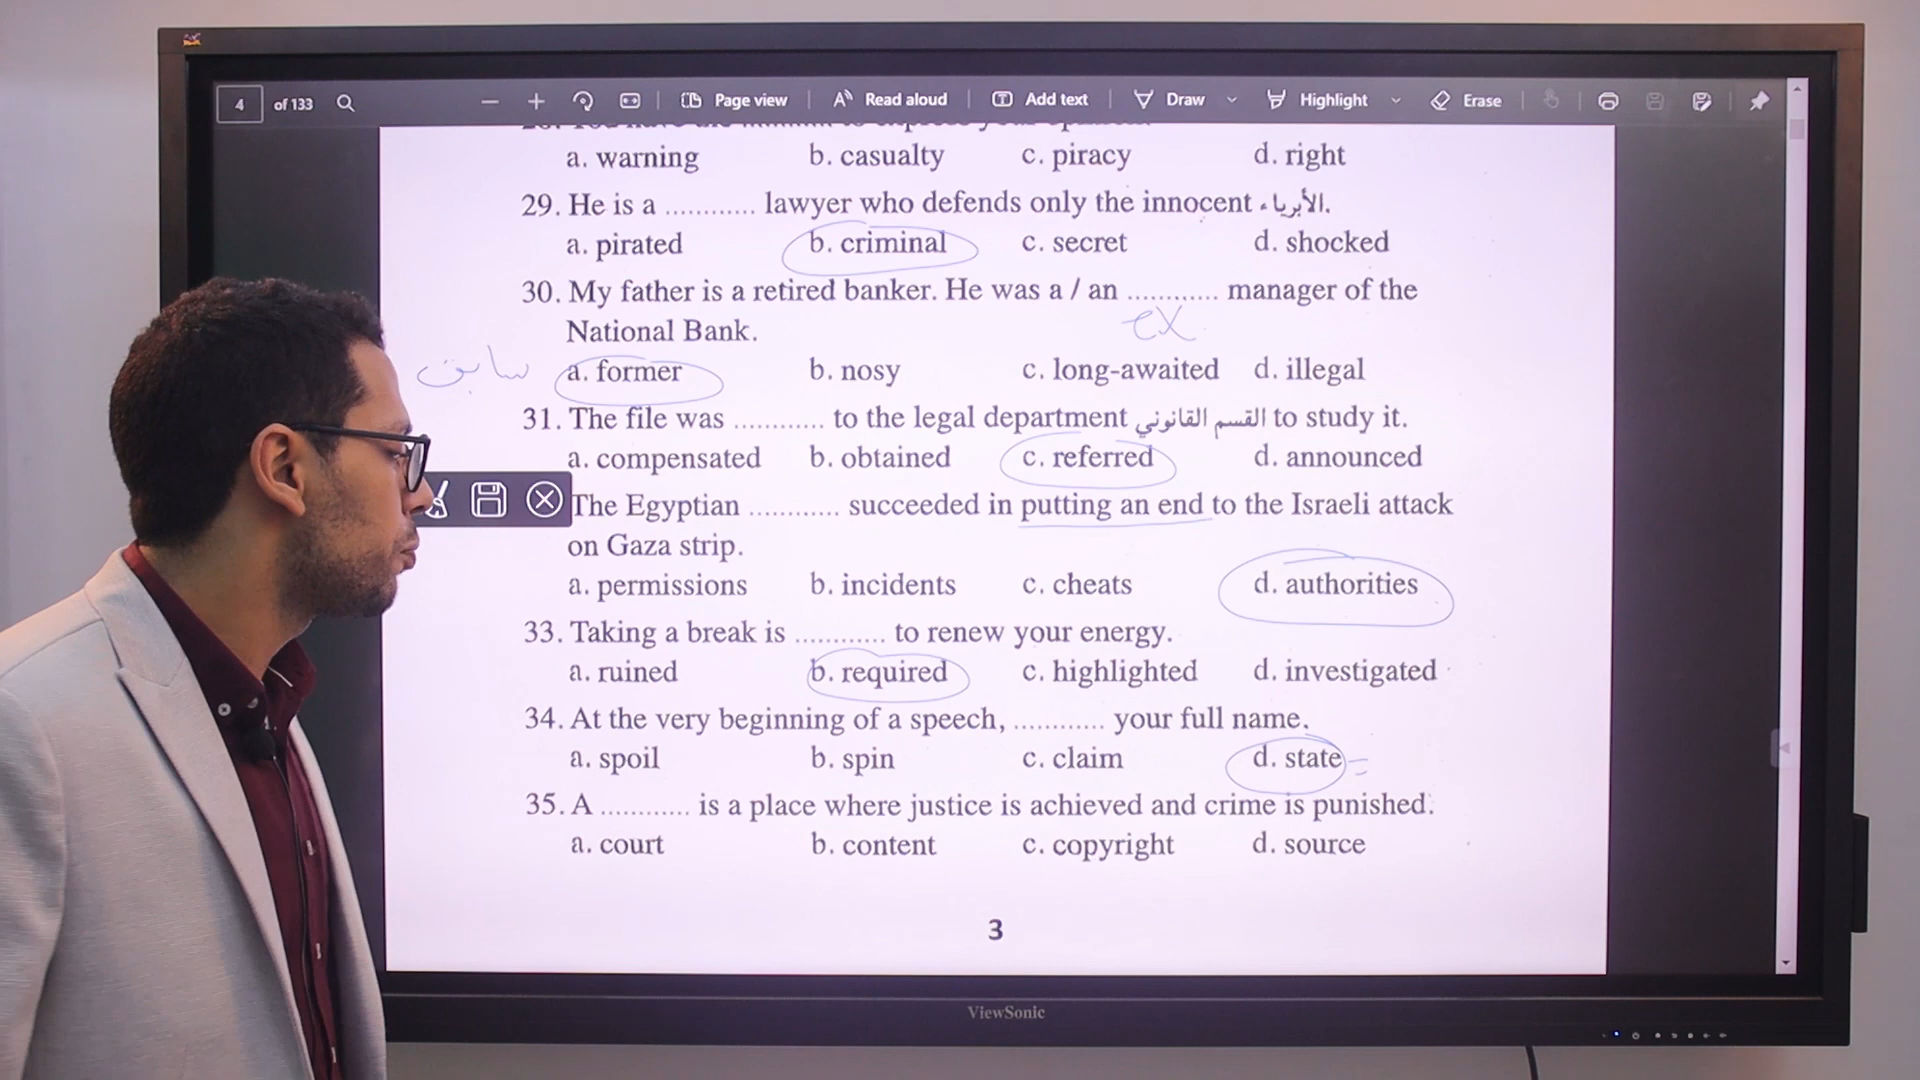 4 of 133 Page view Read aloud Add text Draw Highlight Erase
a. warning b. casualty c. piracy d. right
29. He is a ............ lawyer who defends only the innocent الأبرياء.
a. pirated b. criminal c. secret d. shocked
30. My father is a retired banker. He was a / an ............ manager of the
ex
National Bank.
سابق a. former b. nosy c. long-awaited d. illegal
31. The file was ............ to the legal department القسم القانوني to study it.
a. compensated b. obtained c. referred d. announced
The Egyptian ............ succeeded in putting an end to the Israeli attack
on Gaza strip.
a. permissions b. incidents c. cheats d. authorities
33. Taking a break is ............ to renew your energy.
a. ruined b. required c. highlighted d. investigated
34. At the very beginning of a speech, ............ your full name.
a. spoil b. spin c. claim d. state =
35. A ............ is a place where justice is achieved and crime is punished.
a. court b. content c. copyright d. source
3
ViewSonic